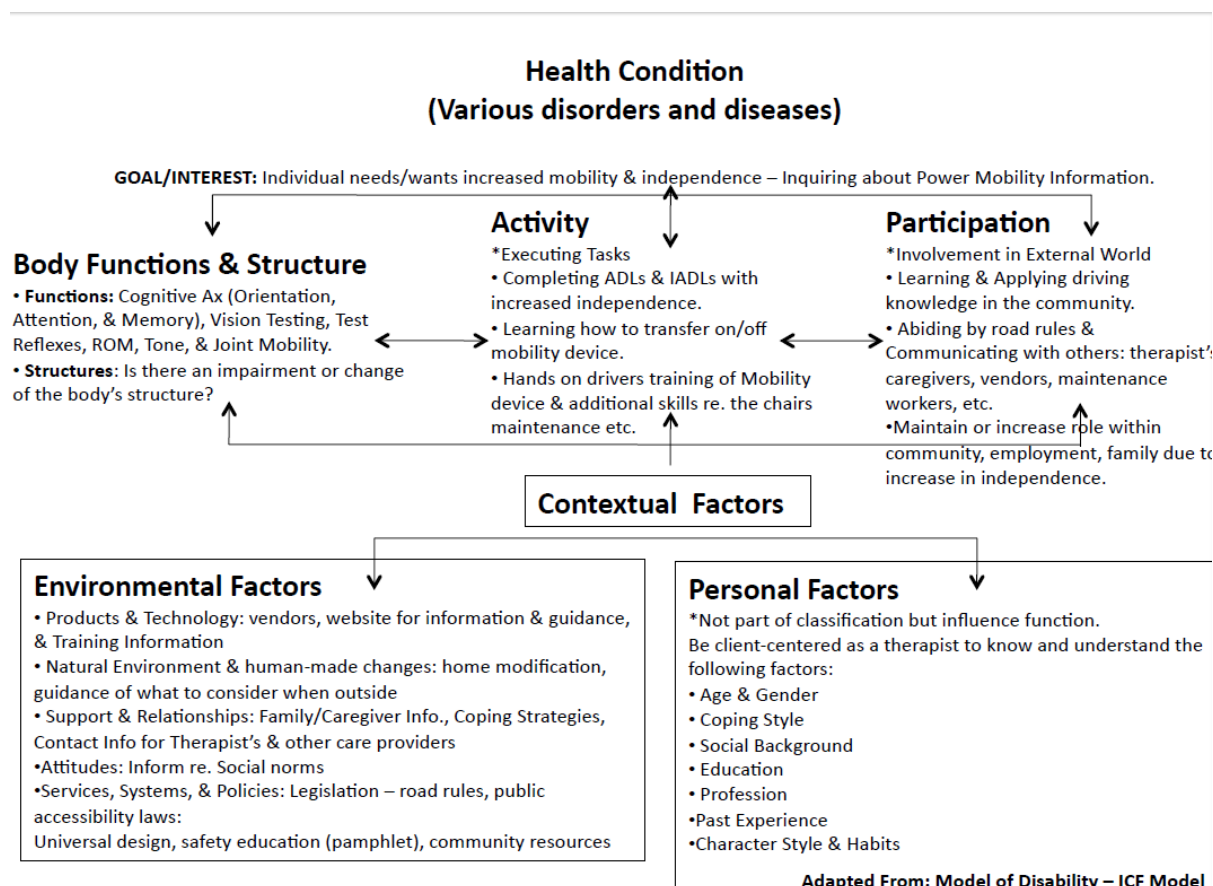 Health Condition
(Various disorders and diseases)
GOAL/INTEREST: Individual needs/wants increased mobility & independence – Inquiring about Power Mobility Information.
Body Functions & Structure
• Functions: Cognitive Ax (Orientation,
Attention, & Memory), Vision Testing, Test
Reflexes, ROM, Tone, & Joint Mobility.
• Structures: Is there an impairment or change
of the body's structure?
Activity
*Executing Tasks
• Completing ADLs & IADLs with
increased independence.
• Learning how to transfer on/off
mobility device.
• Hands on drivers training of Mobility
device & additional skills re. the chairs
maintenance etc.
Participation
*Involvement in External World
• Learning & Applying driving
knowledge in the community.
• Abiding by road rules &
Communicating with others: therapist's
caregivers, vendors, maintenance
workers, etc.
•Maintain or increase role within
community, employment, family due to
increase in independence.
Contextual Factors
Environmental Factors
• Products & Technology: vendors, website for information & guidance,
& Training Information
• Natural Environment & human-made changes: home modification,
guidance of what to consider when outside
• Support & Relationships: Family/Caregiver Info., Coping Strategies,
Contact Info for Therapist's & other care providers
•Attitudes: Inform re. Social norms
•Services, Systems, & Policies: Legislation – road rules, public
accessibility laws:
Universal design, safety education (pamphlet), community resources
Personal Factors
*Not part of classification but influence function.
Be client-centered as a therapist to know and understand the
following factors:
• Age & Gender
• Coping Style
• Social Background
• Education
• Profession
•Past Experience
•Character Style & Habits
Adapted From: Model of Disability – ICF Model